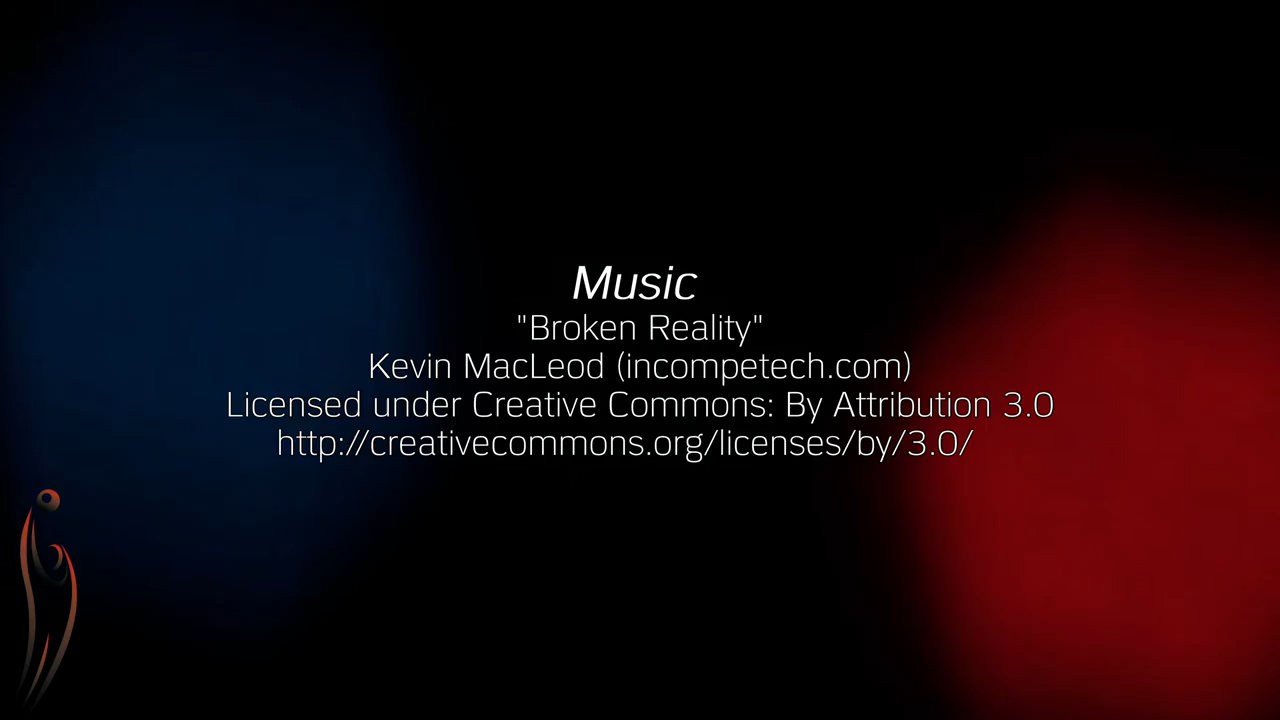 Music
"Broken Reality"
Kevin MacLeod (incompetech.com)
Licensed under Creative Commons: By Attribution 3.0
http://creativecommons.org/licenses/by/3.0/